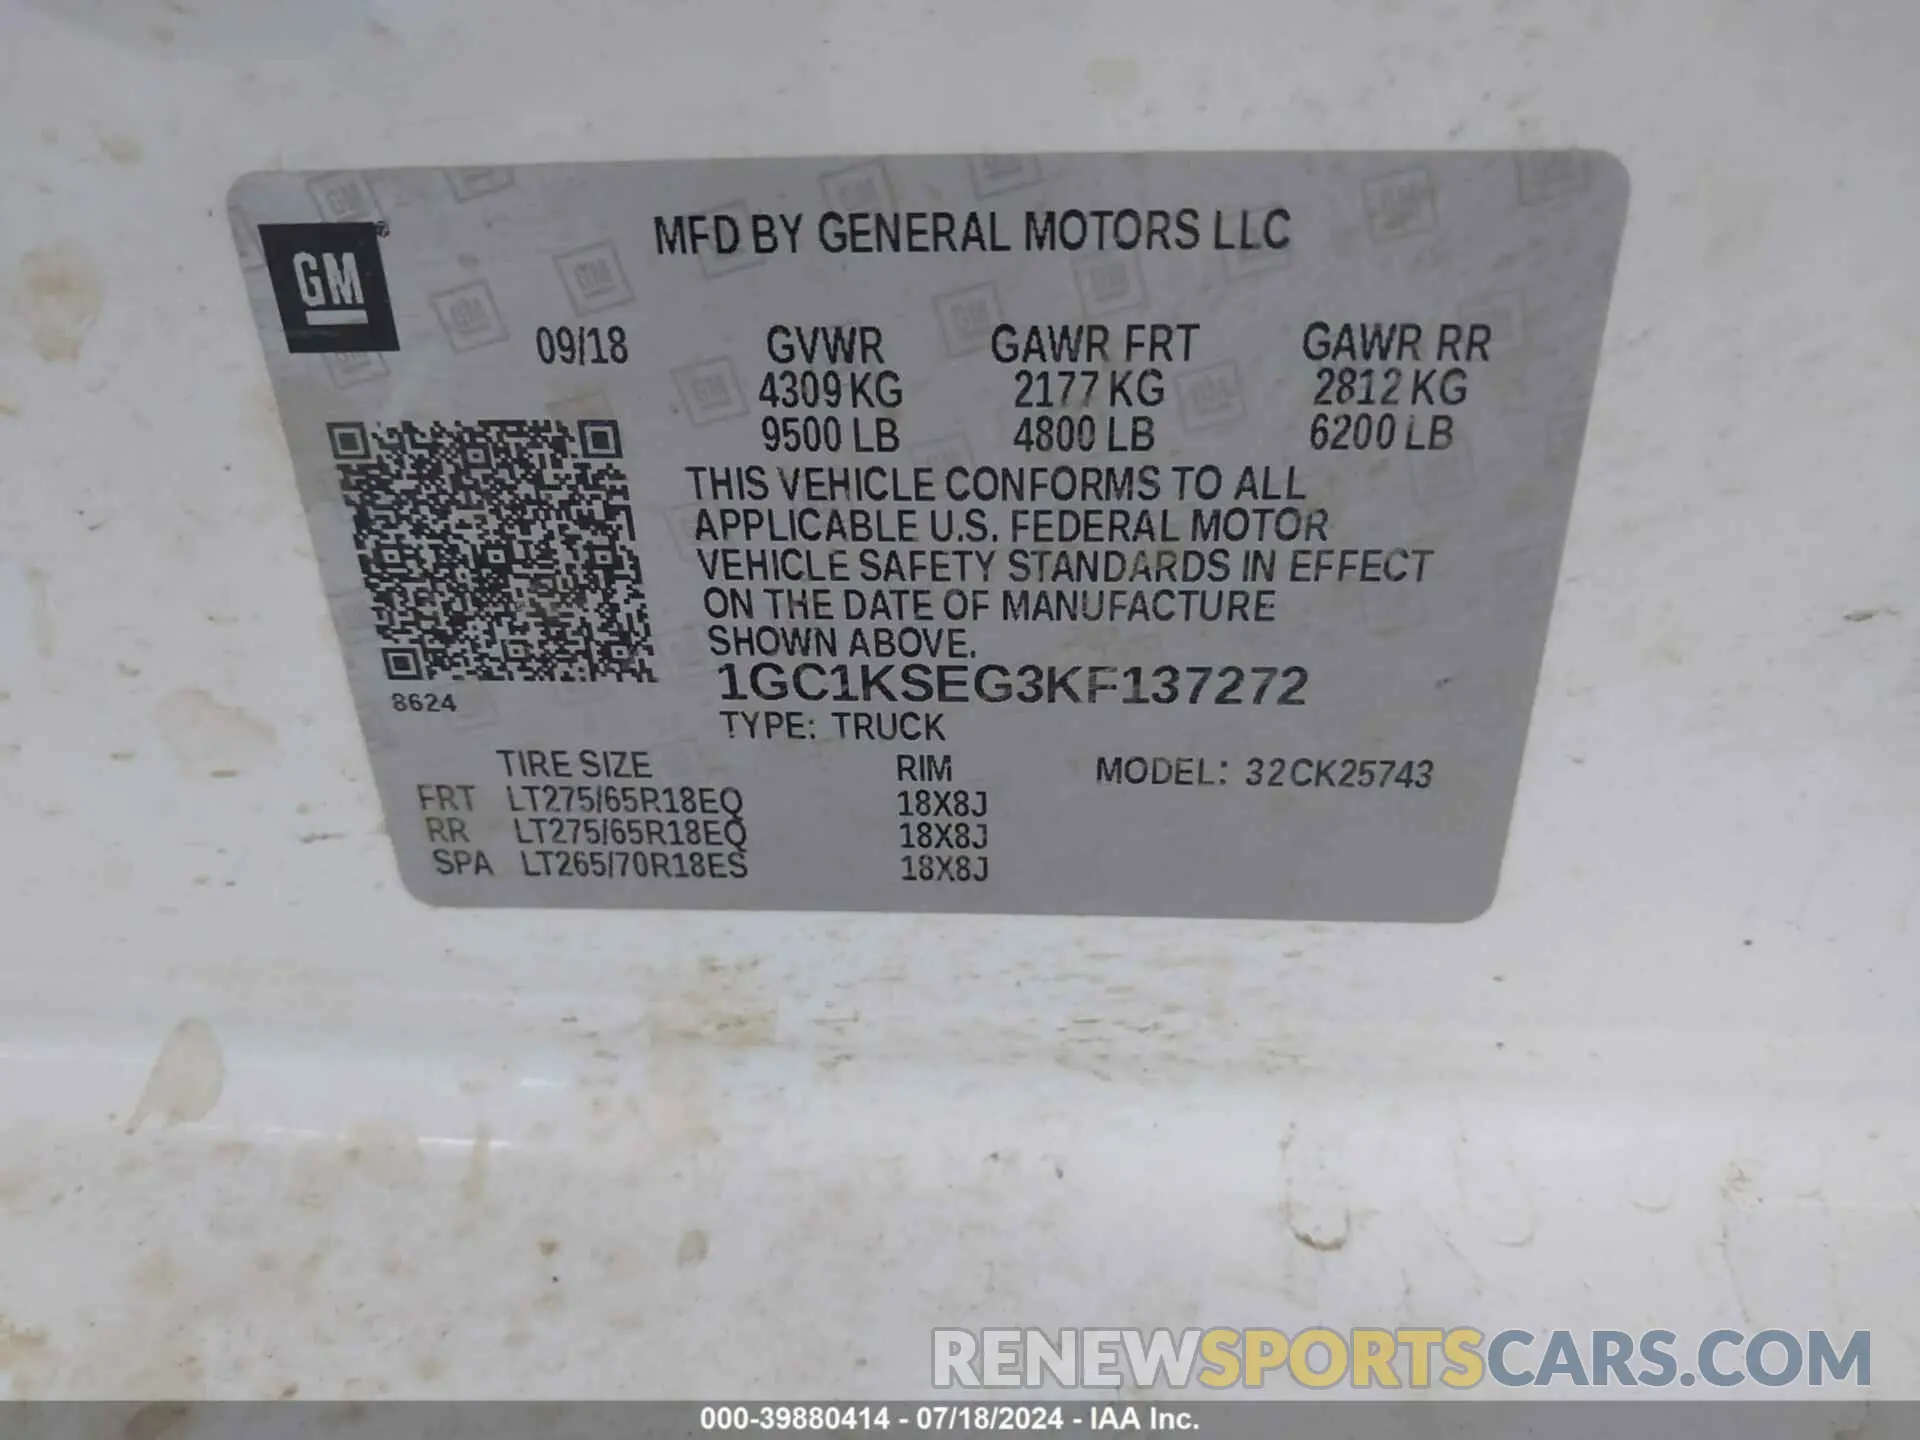 GM®
MFD BY GENERAL MOTORS LLC
09/18 GVWR GAWR FRT GAWR RR
4309 KG 2177 KG 2812 KG
9500 LB 4800 LB 6200 LB
THIS VEHICLE CONFORMS TO ALL
APPLICABLE U.S. FEDERAL MOTOR
VEHICLE SAFETY STANDARDS IN EFFECT
ON THE DATE OF MANUFACTURE
SHOWN ABOVE.
1GC1KSEG3KF137272
8624
TYPE: TRUCK
TIRE SIZE RIM MODEL: 32CK25743
FRT LT275/65R18EQ 18X8J
RR LT275/65R18EQ 18X8J
SPA LT265/70R18ES 18X8J
RENEWSPORTSCARS.COM
000-39880414 - 07/18/2024 - IAA Inc.